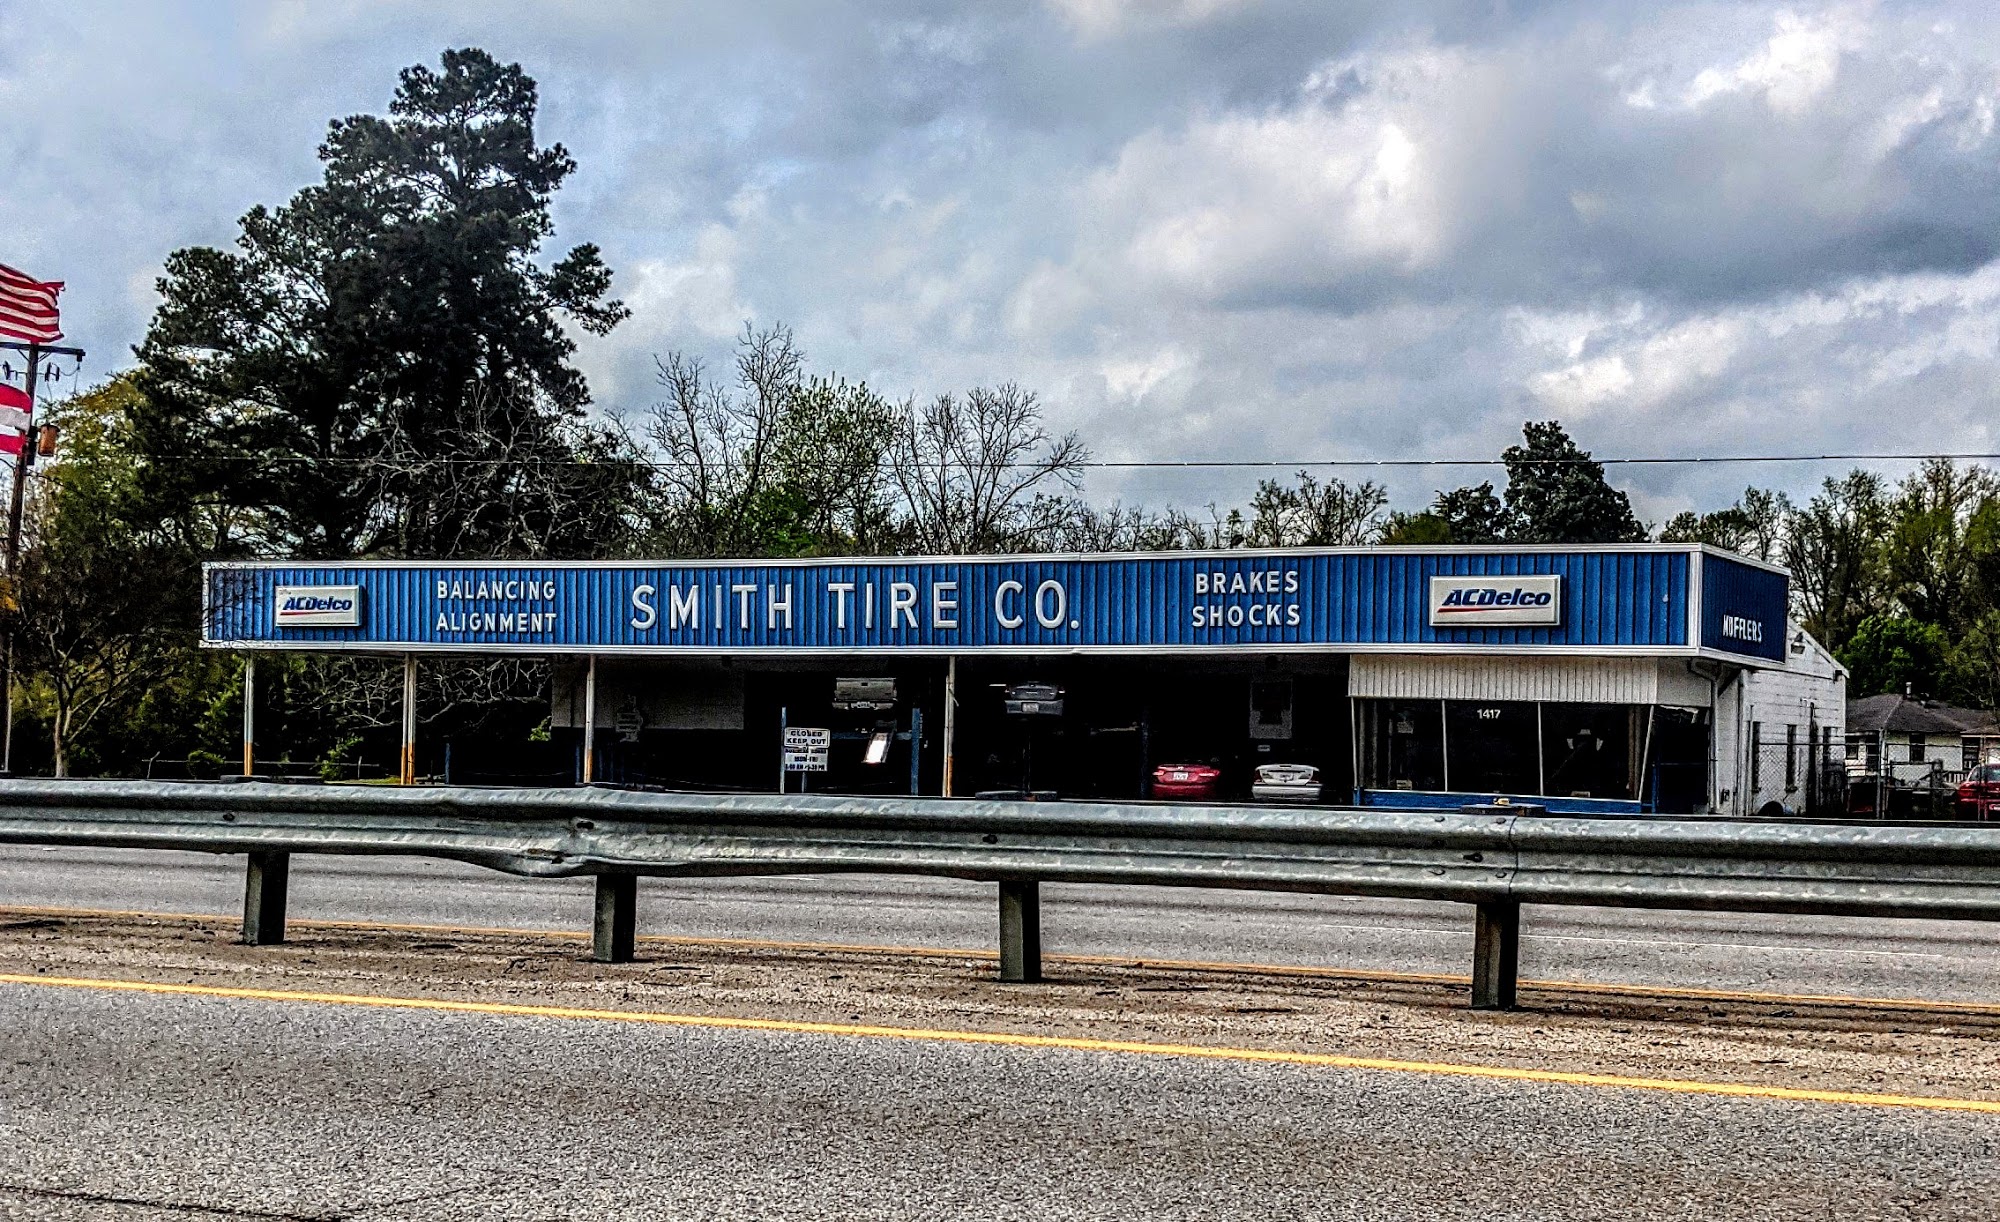 ACDelco
BALANCING
ALIGNMENT
SMITH TIRE CO.
BRAKES
SHOCKS
ACDelco
MUFFLERS
1417
CLOSED
KEEP OUT